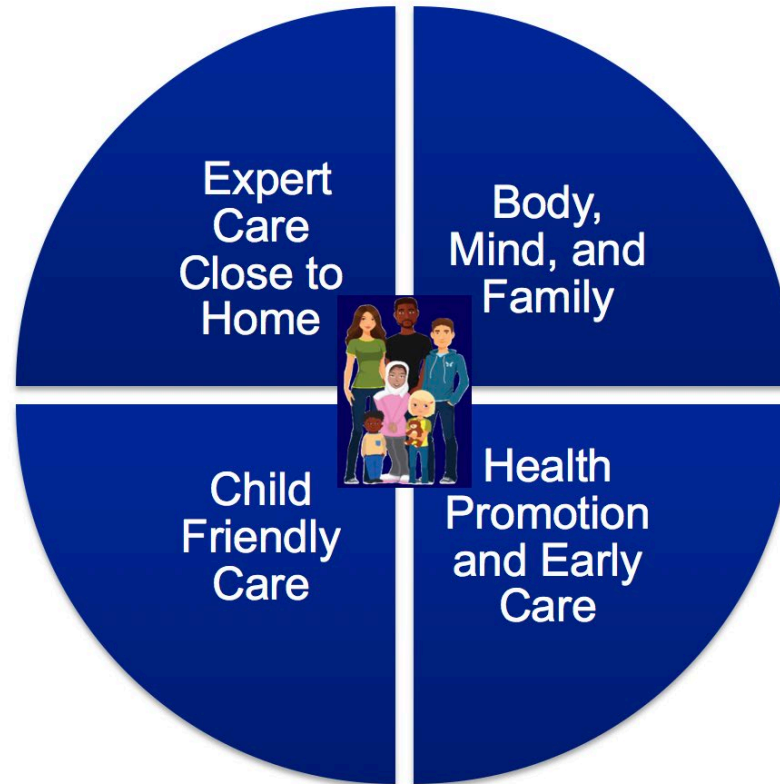 Expert
Care
Close to
Home
Body,
Mind, and
Family
Child
Friendly
Care
Health
Promotion
and Early
Care